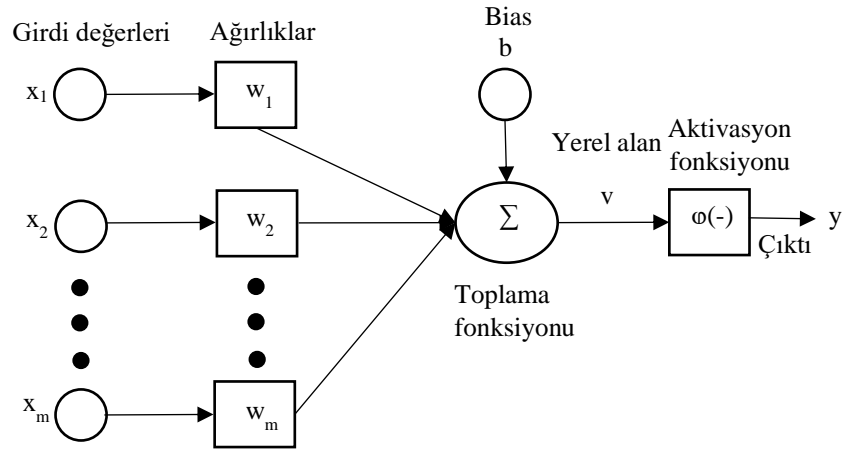 Girdi değerleri
Ağırlıklar
Bias
b
x₁
w₁
Yerel alan
Aktivasyon
fonksiyonu
x₂
w₂
Σ
v
φ(-)
y
Çıktı
Toplama
fonksiyonu
xₘ
wₘ